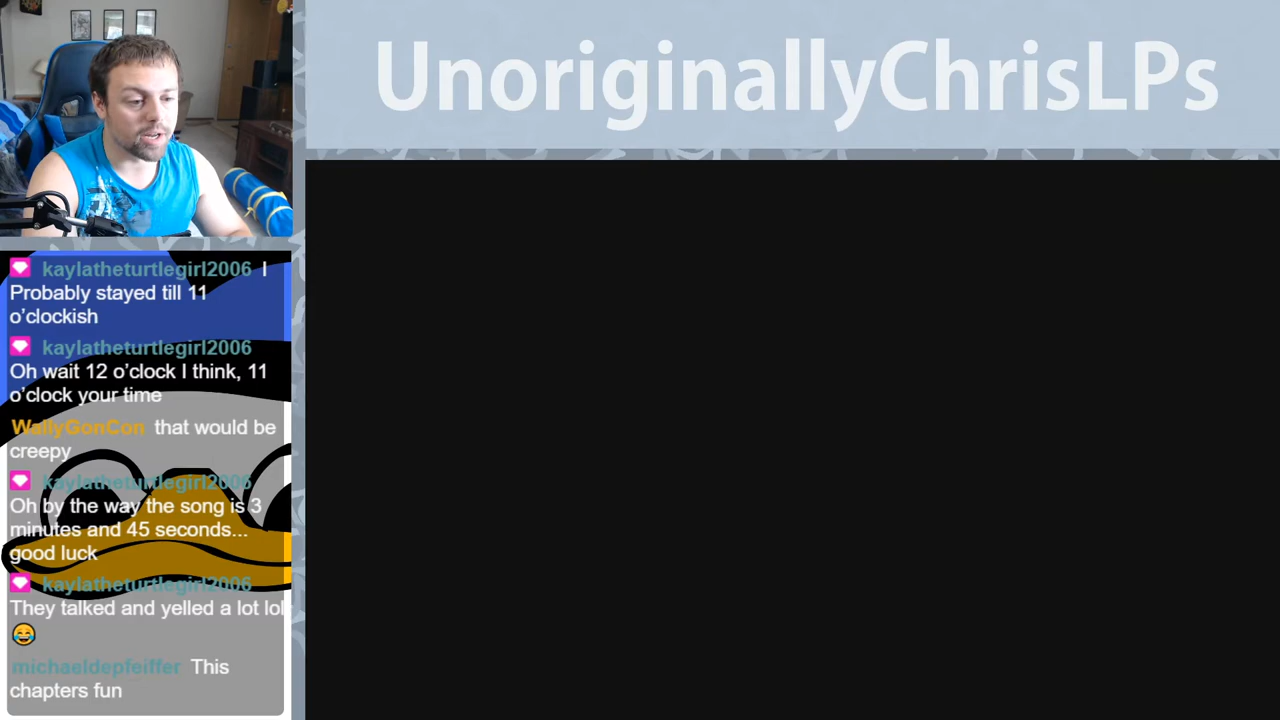 UnoriginallyChrisLPs
kaylatheturtlegirl2006 I
Probably stayed till 11
o'clockish
kaylatheturtlegirl2006
Oh wait 12 o'clock I think, 11
o'clock your time
WallyGonCon that would be
creepy
kaylatheturtlegirl2006
Oh by the way the song is 3
minutes and 45 seconds...
good luck
kaylatheturtlegirl2006
They talked and yelled a lot lol
😂
michaeldepfeiffer This
chapters fun